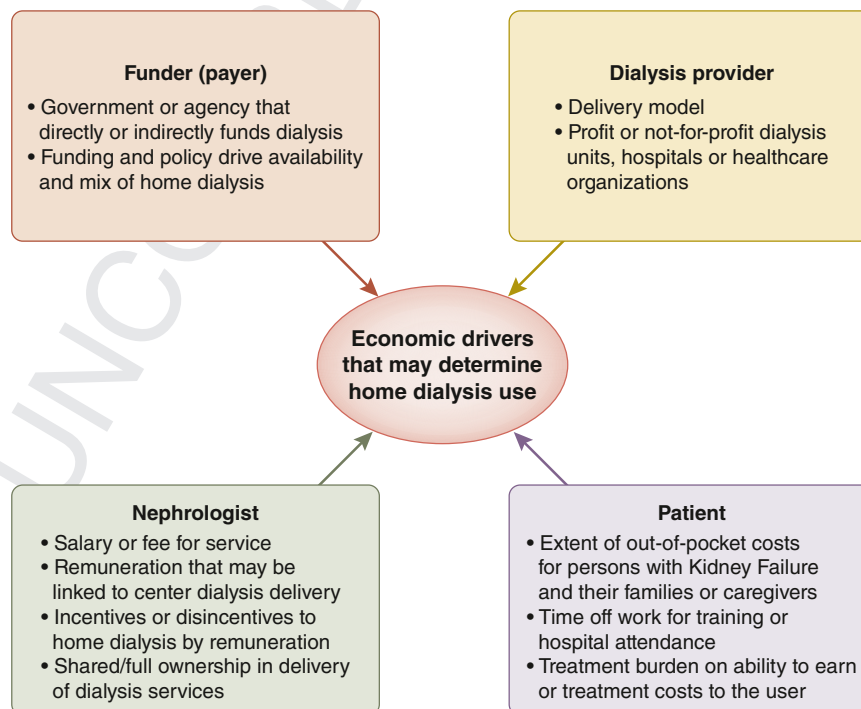 Funder (payer)
• Government or agency that
directly or indirectly funds dialysis
• Funding and policy drive availability
and mix of home dialysis
Dialysis provider
• Delivery model
• Profit or not-for-profit dialysis
units, hospitals or healthcare
organizations
Economic drivers
that may determine
home dialysis use
Nephrologist
• Salary or fee for service
• Remuneration that may be
linked to center dialysis delivery
• Incentives or disincentives to
home dialysis by remuneration
• Shared/full ownership in delivery
of dialysis services
Patient
• Extent of out-of-pocket costs
for persons with Kidney Failure
and their families or caregivers
• Time off work for training or
hospital attendance
• Treatment burden on ability to earn
or treatment costs to the user